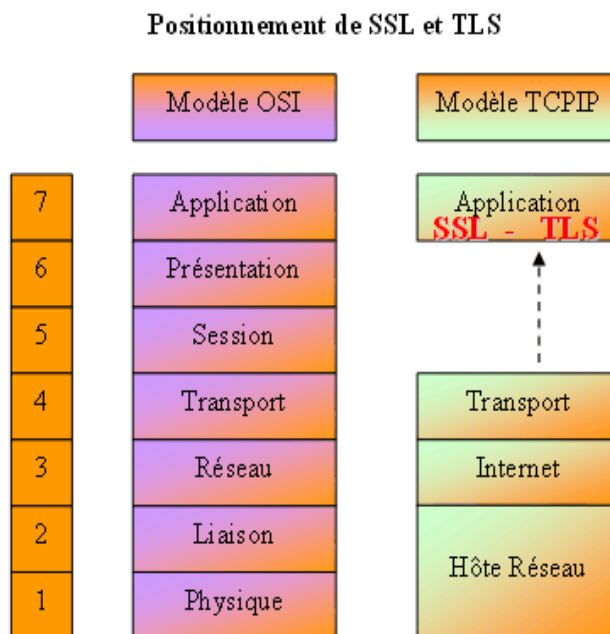 Positionnement de SSL et TLS
Modèle OSI
Modèle TCPIP
7
Application
Application
SSL - TLS
6
Présentation
5
Session
4
Transport
Transport
3
Réseau
Internet
2
Liaison
Hôte Réseau
1
Physique